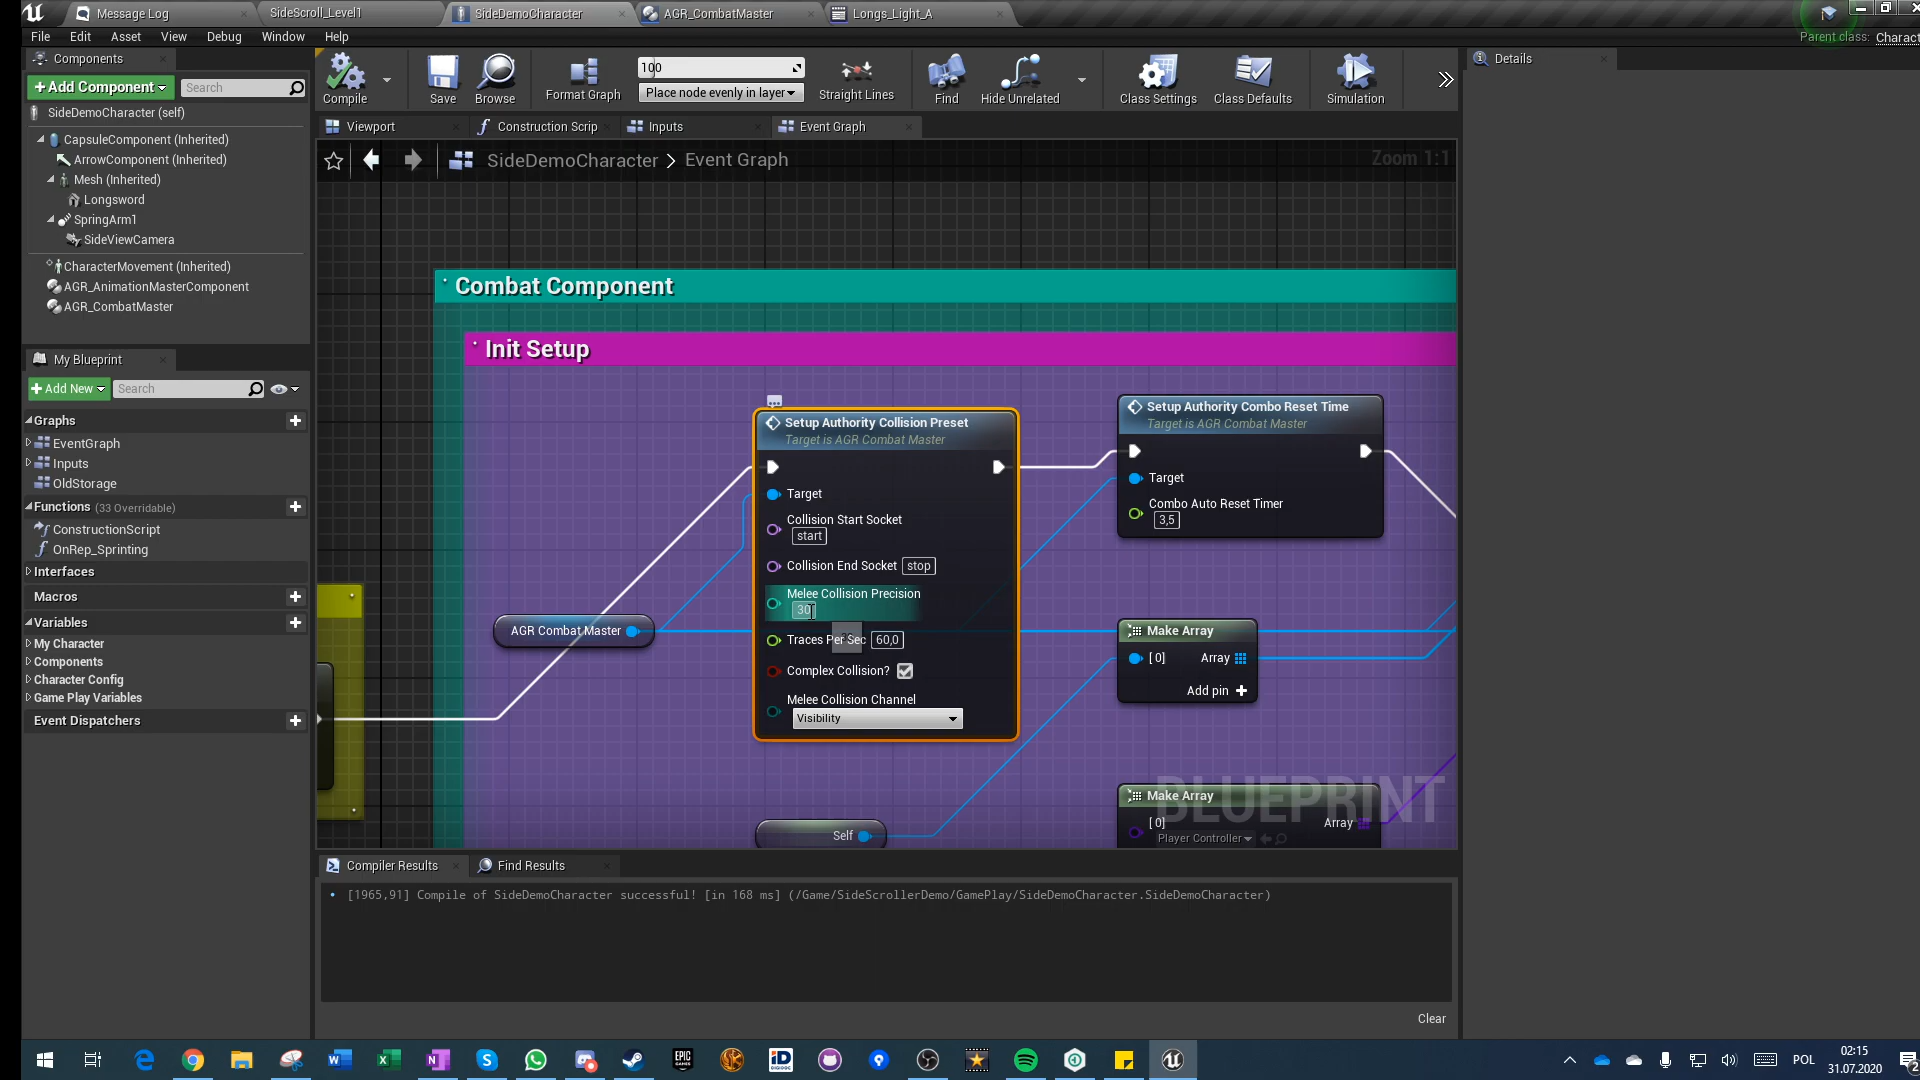 Message Log
SideScroll_Level1
SideDemoCharacter
AGR_CombatMaster
Longs_Light_A
File Edit Asset View Debug Window Help
Parent class: Charact
Components
+Add Component
Search
SideDemoCharacter (self)
CapsuleComponent (Inherited)
ArrowComponent (Inherited)
Mesh (Inherited)
Longsword
SpringArm1
SideViewCamera
CharacterMovement (Inherited)
AGR_AnimationMasterComponent
AGR_CombatMaster
My Blueprint
+Add New
Search
Graphs
EventGraph
Inputs
OldStorage
Functions (33 Overridable)
ConstructionScript
OnRep_Sprinting
Interfaces
Macros
Variables
My Character
Components
Character Config
Game Play Variables
Event Dispatchers
Compile
Save
Browse
Format Graph
100
Place node evenly in layer
Straight Lines
Find
Hide Unrelated
Class Settings
Class Defaults
Simulation
Viewport
Construction Scrip
Inputs
Event Graph
SideDemoCharacter > Event Graph
Zoom 1:1
Combat Component
Init Setup
Setup Authority Collision Preset
Target is AGR Combat Master
Target
Collision Start Socket
start
Collision End Socket stop
Melee Collision Precision
30
Traces Per Sec 60,0
Complex Collision?
Melee Collision Channel
Visibility
AGR Combat Master
Self
Setup Authority Combo Reset Time
Target is AGR Combat Master
Target
Combo Auto Reset Timer
3,5
Make Array
[0] Array
Add pin +
Make Array
[0] Array
Player Controller
BLUEPRINT
Details
Compiler Results
Find Results
[1965,91] Compile of SideDemoCharacter successful! [in 168 ms] (/Game/SideScrollerDemo/GamePlay/SideDemoCharacter.SideDemoCharacter)
Clear
POL
02:15
31.07.2020